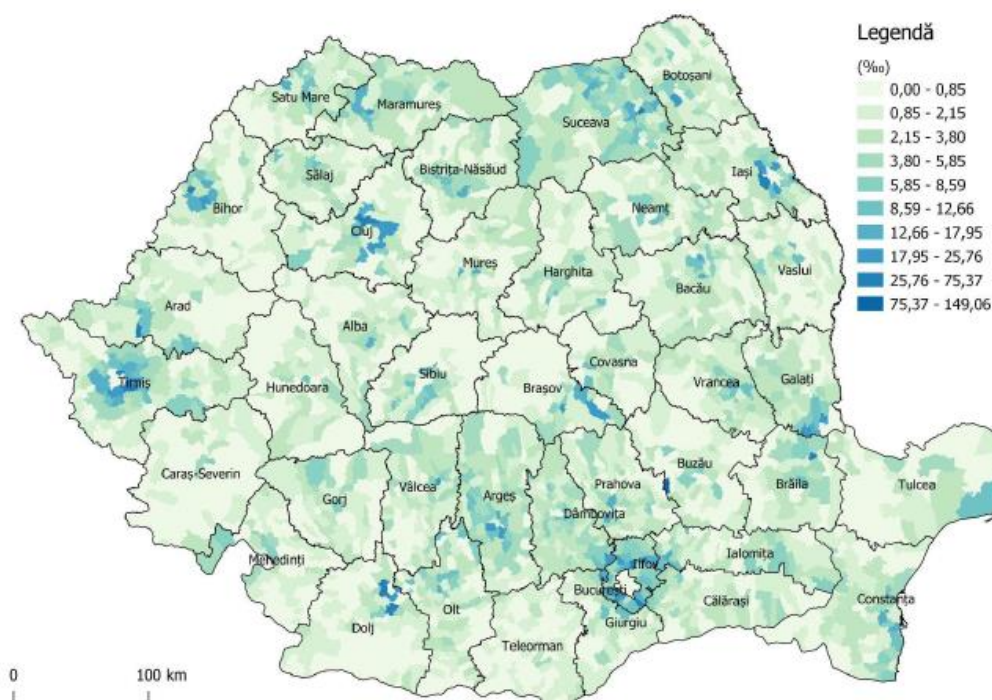 Legendă
(‰)
0,00 - 0,85
0,85 - 2,15
2,15 - 3,80
3,80 - 5,85
5,85 - 8,59
8,59 - 12,66
12,66 - 17,95
17,95 - 25,76
25,76 - 75,37
75,37 - 149,06
Botoșani
Satu Mare
Maramureș
Suceava
Iași
Sălaj
Bistrița-Năsăud
Bihor
Neamț
Cluj
Mureș
Harghita
Vaslui
Bacău
Arad
Alba
Covasna
Timiș
Hunedoara
Sibiu
Brașov
Vrancea
Galați
Caraș-Severin
Buzău
Gorj
Vâlcea
Argeș
Prahova
Brăila
Tulcea
Dâmbovița
Mehedinți
Ialomița
Ilfov
București
Călărași
Constanța
Olt
Dolj
Giurgiu
Teleorman
0 100 km